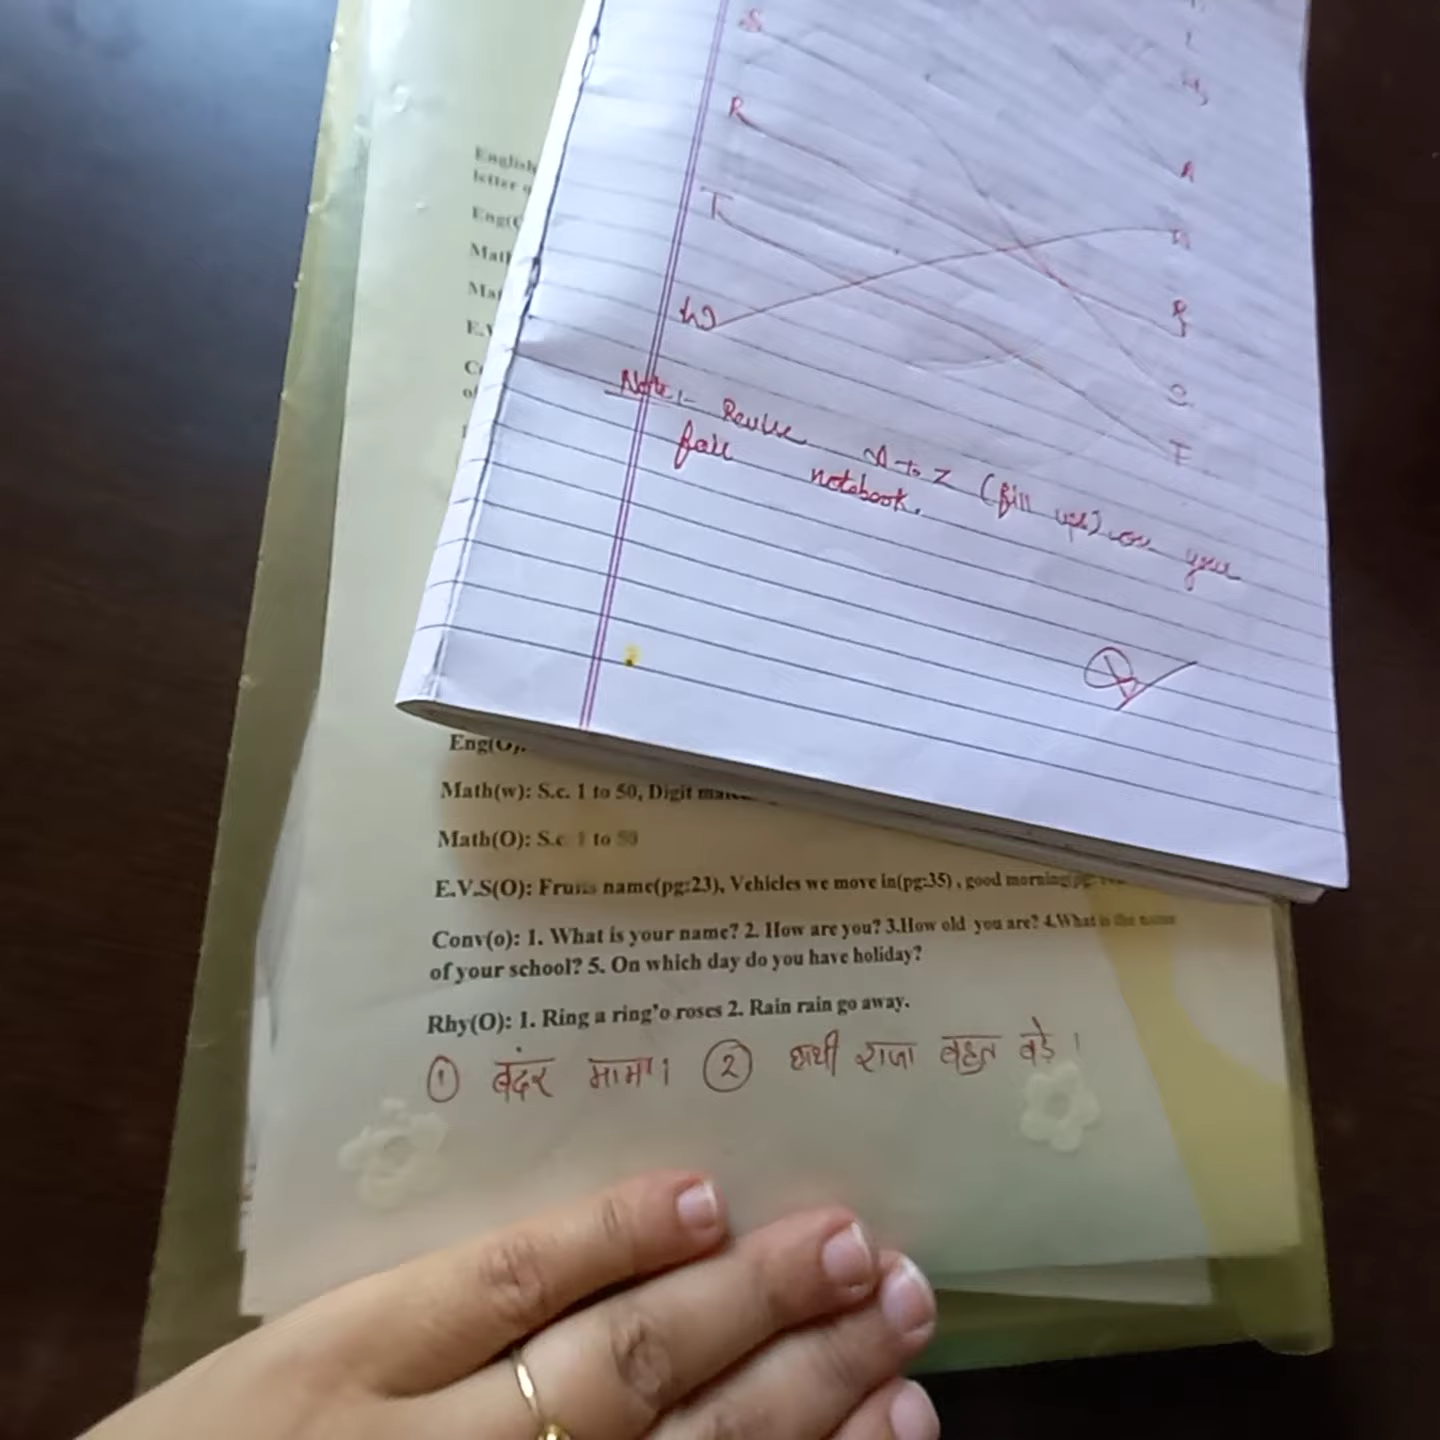 S
R
A
T
W
Note:- Revise A to Z (fill ups) on your
fair notebook.
English
letter
Eng(
Mat
E.V
Eng(O):
Math(w): S.c. 1 to 50, Digit
Math(O): S.c 1 to 50
E.V.S(O): Fruits name(pg:23), Vehicles we move in(pg:35) , good morning
Conv(o): 1. What is your name? 2. How are you? 3.How old you are? 4.What is the name
of your school? 5. On which day do you have holiday?
Rhy(O): 1. Ring a ring'o roses 2. Rain rain go away.
① बंदर मामा। ② हाथी राजा बहुत बड़े।